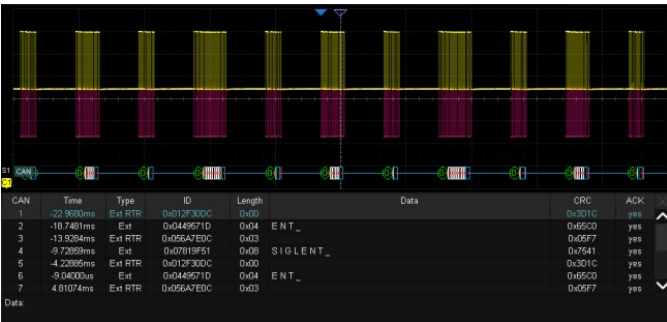 S1 CAN
C1
CAN Time Type ID Length Data CRC ACK
1 -22.9680ms Ext RTR 0x012F30DC 0x00 0x3D1C yes
2 -18.7481ms Ext 0x0449571D 0x04 E N T _ 0x65C0 yes
3 -13.9284ms Ext RTR 0x056A7E0C 0x03 0x05F7 yes
4 -9.72859ms Ext 0x07819F51 0x08 S I G L E N T _ 0x7541 yes
5 -4.22885ms Ext RTR 0x012F30DC 0x00 0x3D1C yes
6 -9.04000us Ext 0x0449571D 0x04 E N T _ 0x65C0 yes
7 4.81074ms Ext RTR 0x056A7E0C 0x03 0x05F7 yes
Data: